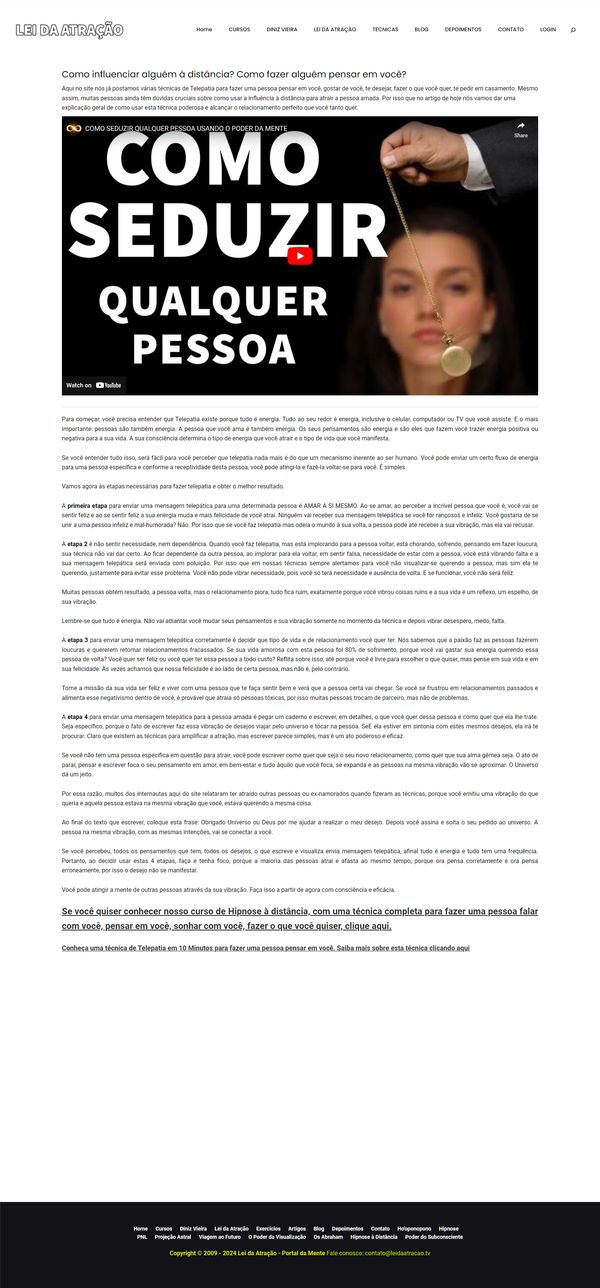 LEI DA ATRAÇÃO
Home CURSOS DINIZ VIEIRA LEI DA ATRAÇÃO TECNICAS BLOG DEPOIMENTOS CONTATO LOGIN
Como influenciar alguém à distância? Como fazer alguém pensar em você?
Aqui no site nós já postamos várias técnicas de Telepatia para fazer uma pessoa pensar em você, gostar de você, te desejar, fazer o que você quer, te pedir em casamento. Mesmo
assim, muitas pessoas ainda têm dúvidas cruciais sobre como usar a influência à distância para atrair a pessoa amada. Por isso que no artigo de hoje nós vamos dar uma
explicação geral de como usar esta técnica poderosa e alcançar o relacionamento perfeito que você tanto quer.
COMO SEDUZIR QUALQUER PESSOA USANDO O PODER DA MENTE
Share
COMO
SEDUZIR
QUALQUER
PESSOA
Watch on YouTube
Para começar, você precisa entender que Telepatia existe porque tudo é energia. Tudo ao seu redor é energia, inclusive o celular, computador ou TV que você assiste. E o mais
importante: pessoas são também energia. A pessoa que você ama é também energia. Os seus pensamentos são energia e são eles que fazem você trazer energia positiva ou
negativa para a sua vida. A sua consciência determina o tipo de energia que você atrai e o tipo de vida que você manifesta.
Se você entender tudo isso, será fácil para você perceber que telepatia nada mais é do que um mecanismo inerente ao ser humano. Você pode enviar um certo fluxo de energia
para uma pessoa específica e conforme a receptividade desta pessoa, você pode atingi-la e fazê-la voltar-se para você. É simples.
Vamos agora às etapas necessárias para fazer telepatia e obter o melhor resultado.
A primeira etapa para enviar uma mensagem telepática para uma determinada pessoa é AMAR A SI MESMO. Ao se amar, ao perceber a incrível pessoa que você é, você vai se
sentir feliz e ao se sentir feliz a sua energia muda e mais felicidade de você atrai. Ninguém vai receber sua mensagem telepática se você for rançosos e infeliz. Você gostaria de se
unir a uma pessoa infeliz e mal-humorada? Não. Por isso que se você faz telepatia mas odeia o mundo à sua volta, a pessoa pode até receber a sua vibração, mas ela vai recusar.
A etapa 2 é não sentir necessidade, nem dependência. Quando você faz telepatia, mas está implorando para a pessoa voltar, está chorando, sofrendo, pensando em fazer loucura,
sua técnica não vai dar certo. Ao ficar dependente da outra pessoa, ao implorar para ela voltar, em sentir falsa, necessidade de estar com a pessoa, você está vibrando falta e a
sua mensagem telepática será enviada com poluição. Por isso que em nossas técnicas sempre alertamos para você não visualizar-se querendo a pessoa, mas sim ela te
querendo, justamente para evitar esse problema. Você não pode vibrar necessidade, pois você só terá necessidade e ausência de volta. E se funcionar, você não será feliz.
Muitas pessoas obtém resultado, a pessoa volta, mas o relacionamento piora, tudo fica ruim, exatamente porque você vibrou coisas ruins e a sua vida é um reflexo, um espelho, de
sua vibração.
Lembre-se que tudo é energia. Não vai adiantar você mudar seus pensamentos e sua vibração somente no momento da técnica e depois vibrar desespero, medo, falta.
A etapa 3 para enviar uma mensagem telepática corretamente é decidir que tipo de vida e de relacionamento você quer ter. Nós sabemos que a paixão faz as pessoas fazerem
loucuras e quererem retomar relacionamentos fracassados. Se sua vida amorosa com esta pessoa foi 80% de sofrimento, porque você vai gastar sua energia querendo essa
pessoa de volta? Você quer ser feliz ou você quer ter essa pessoa a todo custo? Reflita sobre isso, até porque você é livre para escolher o que quiser, mas pense em sua vida e em
sua felicidade. Às vezes achamos que nossa felicidade é ao lado de certa pessoa, mas não é, pelo contrário.
Torne a missão da sua vida ser feliz e viver com uma pessoa que te faça sentir bem e verá que a pessoa certa vai chegar. Se você se frustrou em relacionamentos passados e
alimenta esse negativismo dentro de você, é provável que atraia só pessoas tóxicas, por isso muitas pessoas trocam de parceiro, mas não de problemas.
A etapa 4 para enviar uma mensagem telepática para a pessoa amada é pegar um caderno e escrever, em detalhes, o que você quer dessa pessoa e como quer que ela lhe trate.
Seja específico, porque o fato de escrever faz essa vibração de desejos viajar pelo universo e tocar na pessoa. SeE ela estiver em sintonia com estes mesmos desejos, ela irá te
procurar. Claro que existem as técnicas para amplificar a atração, mas escrever parece simples, mas é um ato poderoso e eficaz.
Se você não tem uma pessoa específica em questão para atrair, você pode escrever como quer que seja o seu novo relacionamento, como quer que sua alma gêmea seja. O ato de
parar, pensar e escrever foca o seu pensamento em amor, em bem-estar e tudo àquilo que você foca, se expanda e as pessoas na mesma vibração vão se aproximar. O Universo
dá um jeito.
Por essa razão, muitos dos internautas aqui do site relataram ter atraído outras pessoas ou ex-namorados quando fizeram as técnicas, porque você emitiu uma vibração do que
queria e aquela pessoa estava na mesma vibração que você, estava querendo a mesma coisa.
Ao final do texto que escrever, coloque esta frase: Obrigado Universo ou Deus por me ajudar a realizar o meu desejo. Depois você assina e solta o seu pedido ao universo. A
pessoa na mesma vibração, com as mesmas intenções, vai se conectar a você.
Se você percebeu, todos os pensamentos que tem, todos os desejos, o que escreve e visualiza envia mensagem telepática, afinal tudo é energia e tudo tem uma frequência.
Portanto, ao decidir usar estas 4 etapas, faça e tenha foco, porque a maioria das pessoas atrai e afasta ao mesmo tempo, porque ora pensa corretamente e ora pensa
erroneamente, por isso o desejo não se manifestar.
Você pode atingir a mente de outras pessoas através da sua vibração. Faça isso a partir de agora com consciência e eficácia.
Se você quiser conhecer nosso curso de Hipnose à distância, com uma técnica completa para fazer uma pessoa falar
com você, pensar em você, sonhar com você, fazer o que você quiser, clique aqui.
Conheça uma técnica de Telepatia em 10 Minutos para fazer uma pessoa pensar em você. Saiba mais sobre esta técnica clicando aqui
Home Cursos Diniz Vieira Lei da Atração Exercícios Artigos Blog Depoimentos Contato Ho'oponopono Hipnose
PNL Projeção Astral Viagem ao Futuro O Poder da Visualização Os Abraham Hipnose à Distância Poder do Subconsciente
Copyright © 2009 - 2024 Lei da Atração - Portal da Mente Fale conosco: contato@leidaatracao.tv